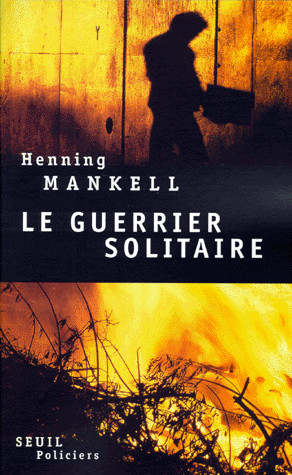 Henning
MANKELL
LE GUERRIER
SOLITAIRE
SEUIL
Policiers